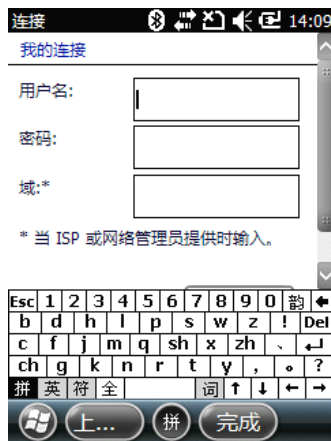 连接 14:09
我的连接
用户名:
密码:
域:*
* 当 ISP 或网络管理员提供时输入。
Esc 1 2 3 4 5 6 7 8 9 0 韵 ←
b d h l p s w z ! Del
c f j m q sh x zh 、 ↵
ch g k n r t y , 。 ?
拼 英 符 全 词 ↑ ↓ ← →
上... 拼 完成